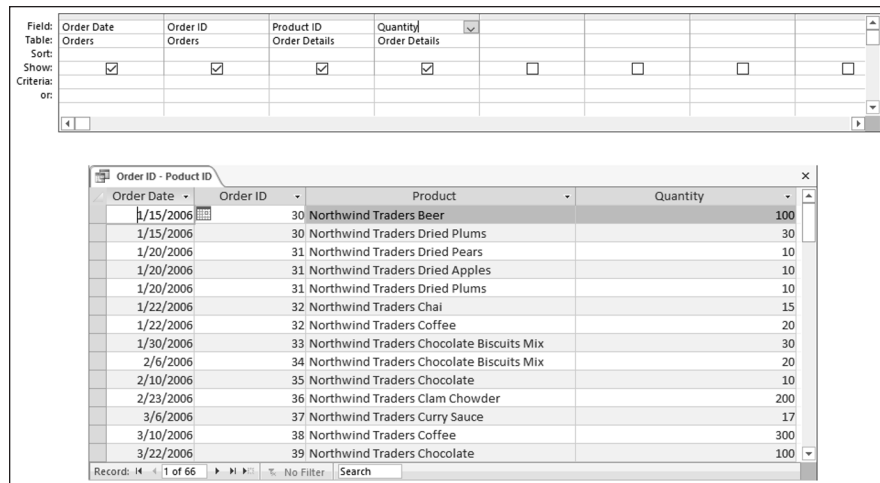 Field: Order Date Order ID Product ID Quantity
Table: Orders Orders Order Details Order Details
Sort:
Show:
Criteria:
or:
Order ID - Poduct ID
Order Date Order ID Product Quantity
1/15/2006 30 Northwind Traders Beer 100
1/15/2006 30 Northwind Traders Dried Plums 30
1/20/2006 31 Northwind Traders Dried Pears 10
1/20/2006 31 Northwind Traders Dried Apples 10
1/20/2006 31 Northwind Traders Dried Plums 10
1/22/2006 32 Northwind Traders Chai 15
1/22/2006 32 Northwind Traders Coffee 20
1/30/2006 33 Northwind Traders Chocolate Biscuits Mix 30
2/6/2006 34 Northwind Traders Chocolate Biscuits Mix 20
2/10/2006 35 Northwind Traders Chocolate 10
2/23/2006 36 Northwind Traders Clam Chowder 200
3/6/2006 37 Northwind Traders Curry Sauce 17
3/10/2006 38 Northwind Traders Coffee 300
3/22/2006 39 Northwind Traders Chocolate 100
Record: 1 of 66 No Filter Search